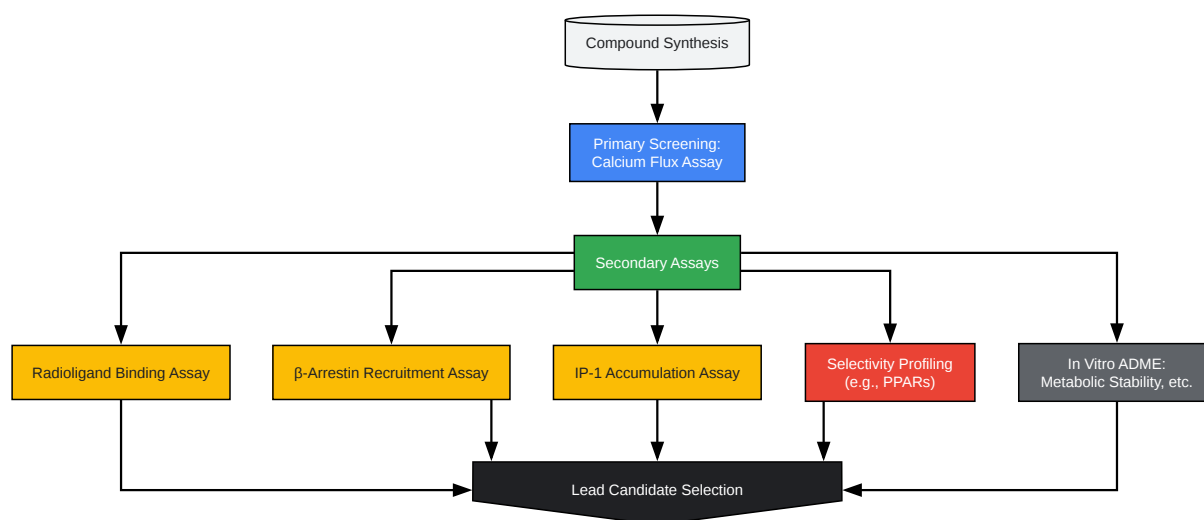 Compound Synthesis
Primary Screening:
Calcium Flux Assay
Secondary Assays
Radioligand Binding Assay
β-Arrestin Recruitment Assay
IP-1 Accumulation Assay
Selectivity Profiling
(e.g., PPARs)
In Vitro ADME:
Metabolic Stability, etc.
Lead Candidate Selection